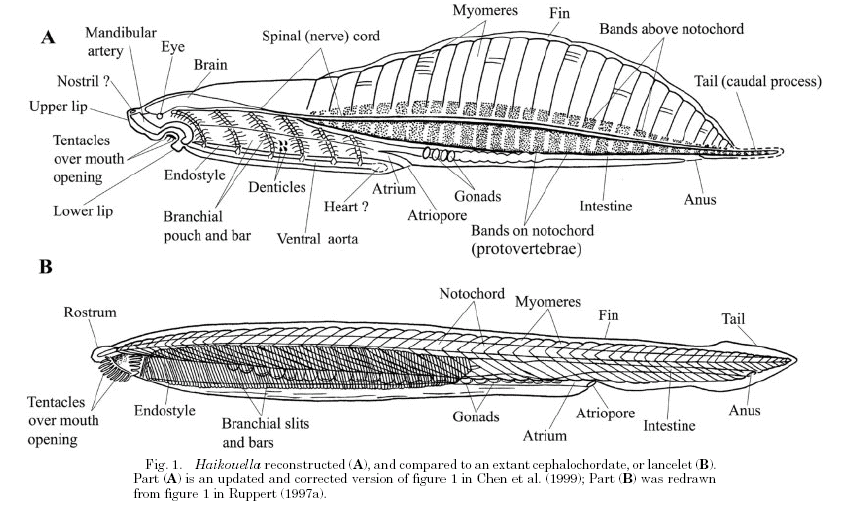 A
Mandibular
artery
Eye
Brain
Nostril ?
Upper lip
Tentacles
over mouth
opening
Lower lip
Endostyle
Branchial
pouch and bar
Denticles
Ventral aorta
Heart ?
Atrium
Atriopore
Gonads
Bands on notochord
(protovertebrae)
Intestine
Anus
Spinal (nerve) cord
Myomeres
Fin
Bands above notochord
Tail (caudal process)
B
Rostrum
Tentacles
over mouth
opening
Endostyle
Branchial slits
and bars
Notochord
Myomeres
Fin
Tail
Gonads
Atrium
Atriopore
Intestine
Anus
Fig. 1. Haikouella reconstructed (A), and compared to an extant cephalochordate, or lancelet (B).
Part (A) is an updated and corrected version of figure 1 in Chen et al. (1999); Part (B) was redrawn
from figure 1 in Ruppert (1997a).